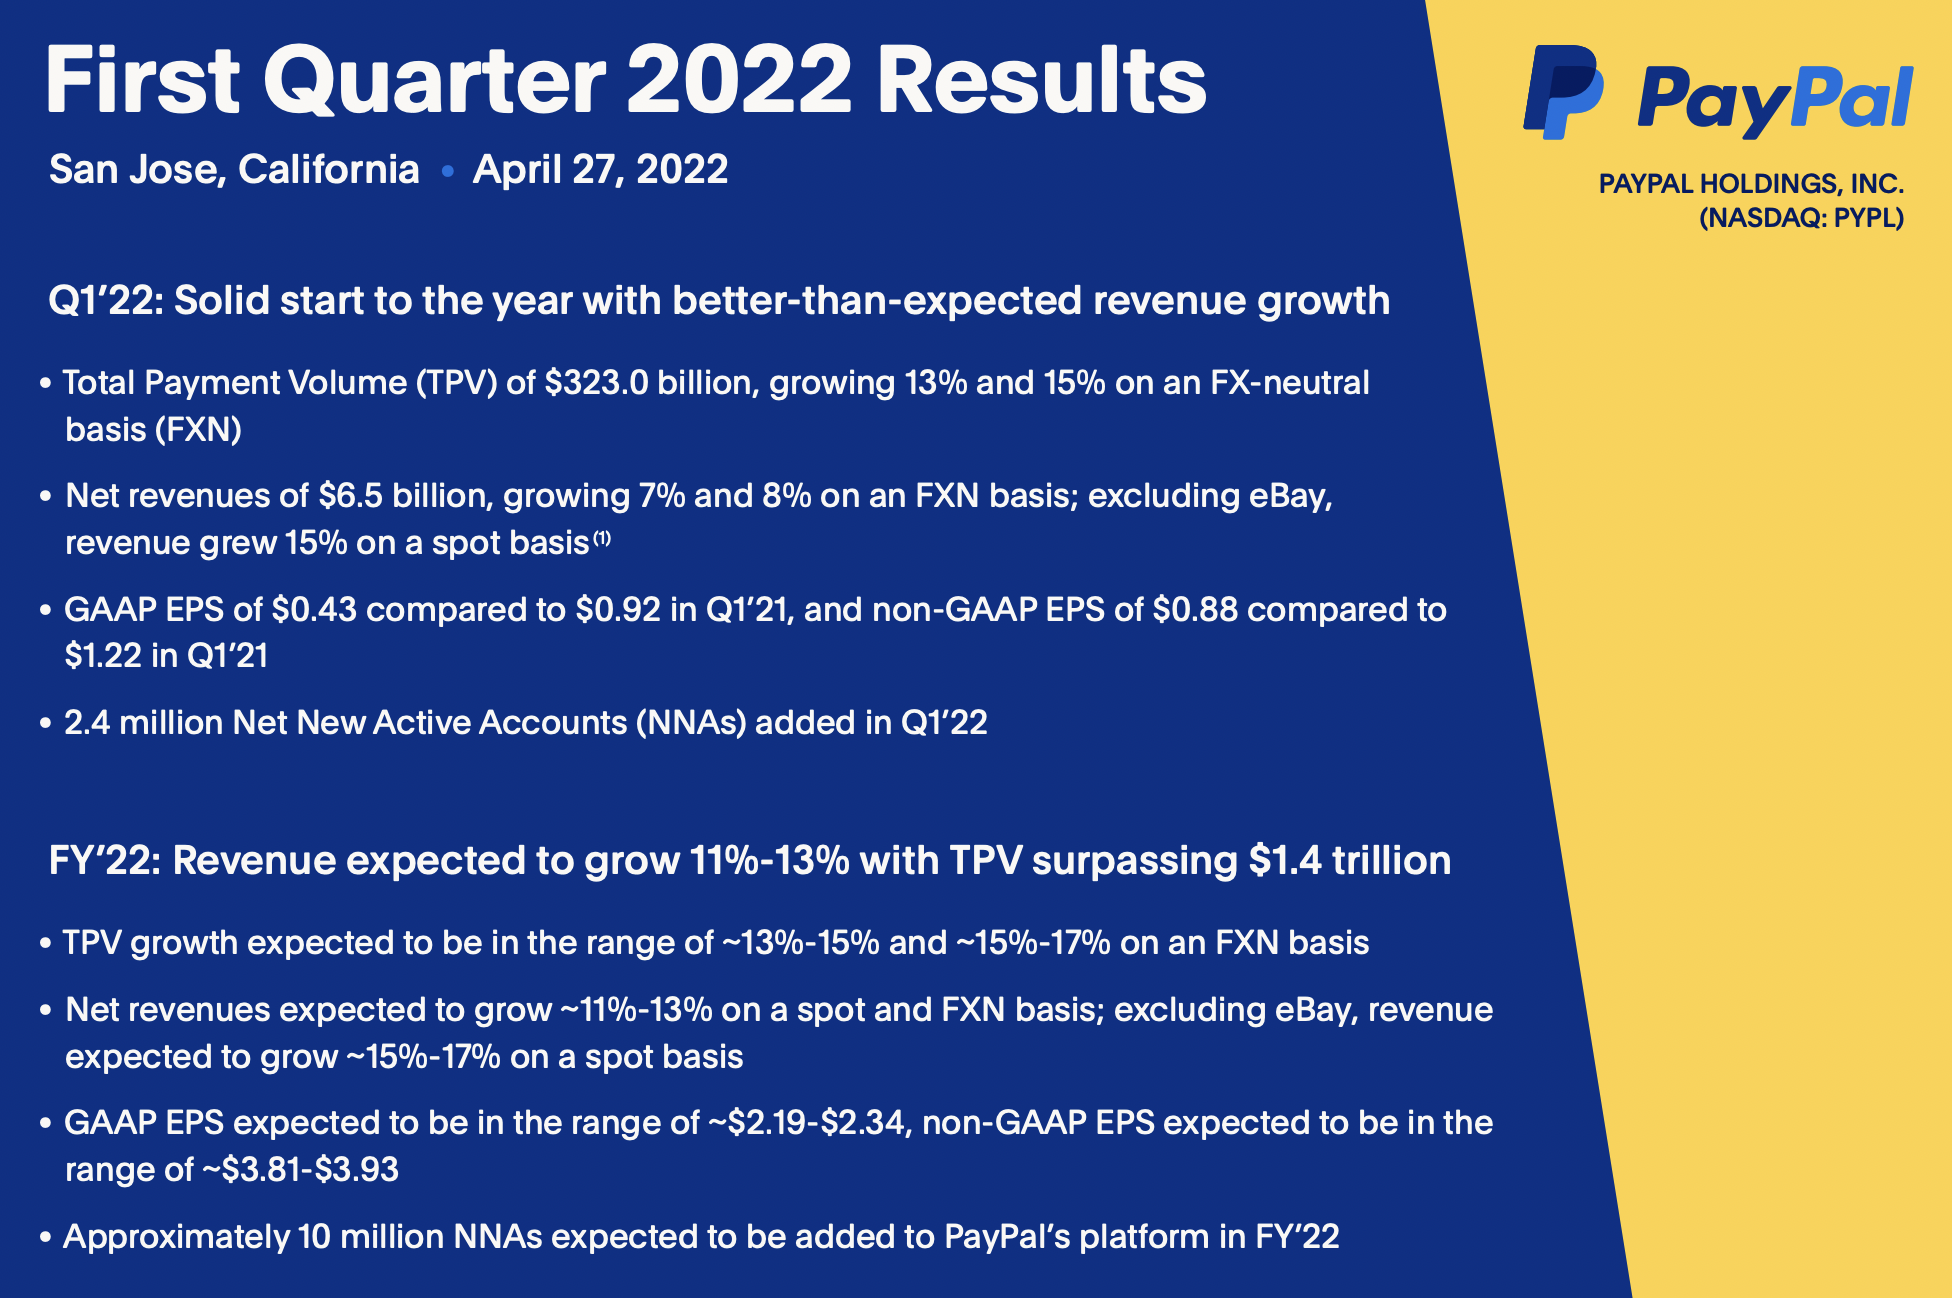 First Quarter 2022 Results
San Jose, California • April 27, 2022
PayPal
PAYPAL HOLDINGS, INC.
(NASDAQ: PYPL)
Q1’22: Solid start to the year with better-than-expected revenue growth
• Total Payment Volume (TPV) of $323.0 billion, growing 13% and 15% on an FX-neutral
basis (FXN)
• Net revenues of $6.5 billion, growing 7% and 8% on an FXN basis; excluding eBay,
revenue grew 15% on a spot basis(1)
• GAAP EPS of $0.43 compared to $0.92 in Q1’21, and non-GAAP EPS of $0.88 compared to
$1.22 in Q1’21
• 2.4 million Net New Active Accounts (NNAs) added in Q1’22
FY’22: Revenue expected to grow 11%-13% with TPV surpassing $1.4 trillion
• TPV growth expected to be in the range of ~13%-15% and ~15%-17% on an FXN basis
• Net revenues expected to grow ~11%-13% on a spot and FXN basis; excluding eBay, revenue
expected to grow ~15%-17% on a spot basis
• GAAP EPS expected to be in the range of ~$2.19-$2.34, non-GAAP EPS expected to be in the
range of ~$3.81-$3.93
• Approximately 10 million NNAs expected to be added to PayPal’s platform in FY’22